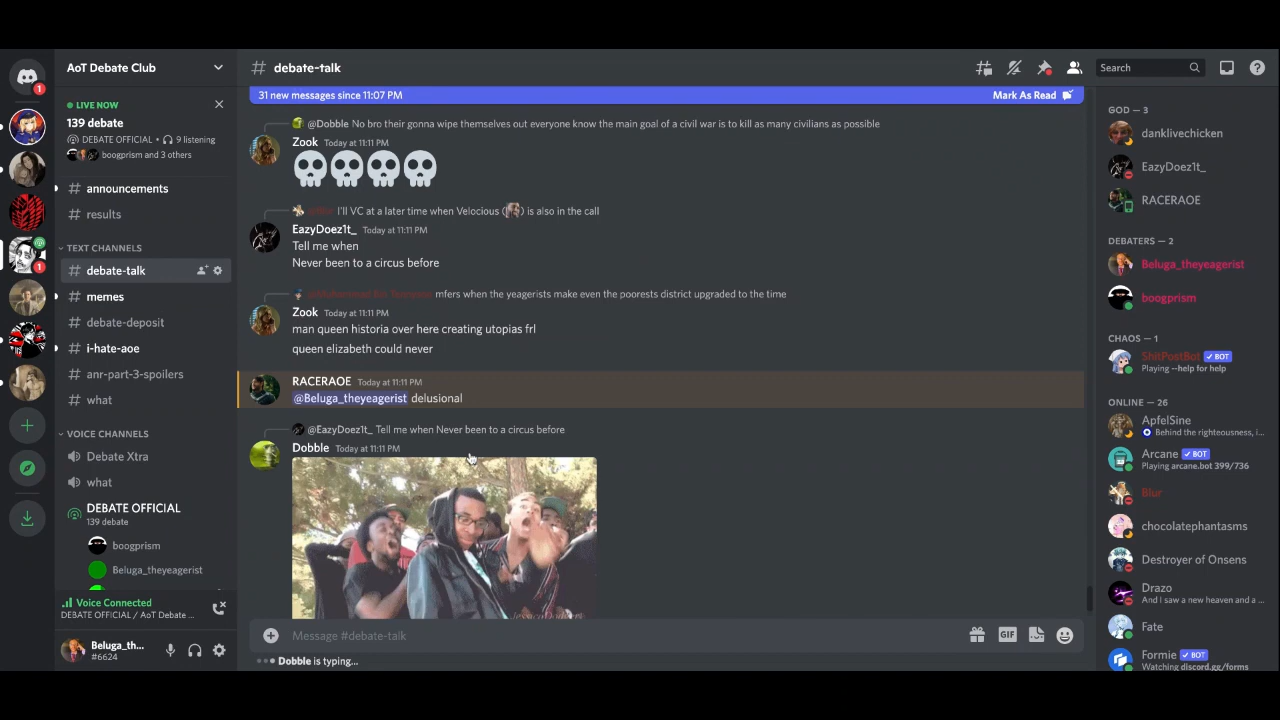 AoT Debate Club
LIVE NOW
139 debate
DEBATE OFFICIAL • 9 listening
boogprism and 3 others
announcements
results
TEXT CHANNELS
debate-talk
memes
debate-deposit
i-hate-aoe
anr-part-3-spoilers
what
VOICE CHANNELS
Debate Xtra
what
DEBATE OFFICIAL
139 debate
boogprism
Beluga_theyeagerist
Voice Connected
DEBATE OFFICIAL / AoT Debate ...
Beluga_th...
#6624
1
1
# debate-talk
Search
31 new messages since 11:07 PM
Mark As Read
@Dobble No bro their gonna wipe themselves out everyone know the main goal of a civil war is to kill as many civilians as possible
Zook Today at 11:11 PM
I'll VC at a later time when Velocious ( ) is also in the call
EazyDoez1t_ Today at 11:11 PM
Tell me when
Never been to a circus before
mfers when the yeagerists make even the poorests district upgraded to the time
Zook Today at 11:11 PM
man queen historia over here creating utopias frl
queen elizabeth could never
RACERAOE Today at 11:11 PM
@Beluga_theyeagerist delusional
@EazyDoez1t_ Tell me when Never been to a circus before
Dobble Today at 11:11 PM
Message #debate-talk
GIF
Dobble is typing...
GOD — 3
danklivechicken
EazyDoez1t_
RACERAOE
DEBATERS — 2
Beluga_theyeagerist
boogprism
CHAOS — 1
ShitPostBot BOT
Playing --help for help
ONLINE — 26
ApfelSine
Behind the righteousness, i...
Arcane BOT
Playing arcane.bot 399/736
Blur
chocolatephantasms
Destroyer of Onsens
Drazo
And I saw a new heaven and a ...
Fate
Formie BOT
Watching discord.gg/forms